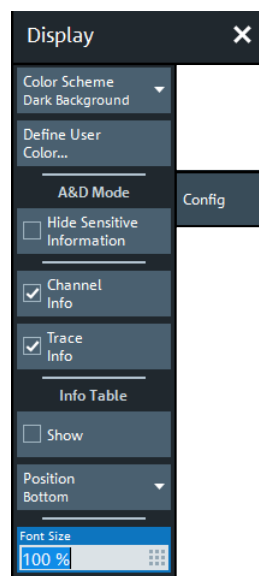 Display
Color Scheme
Dark Background
Define User
Color...
A&D Mode
Hide Sensitive
Information
Channel
Info
Trace
Info
Info Table
Show
Position
Bottom
Font Size
100 %
Config